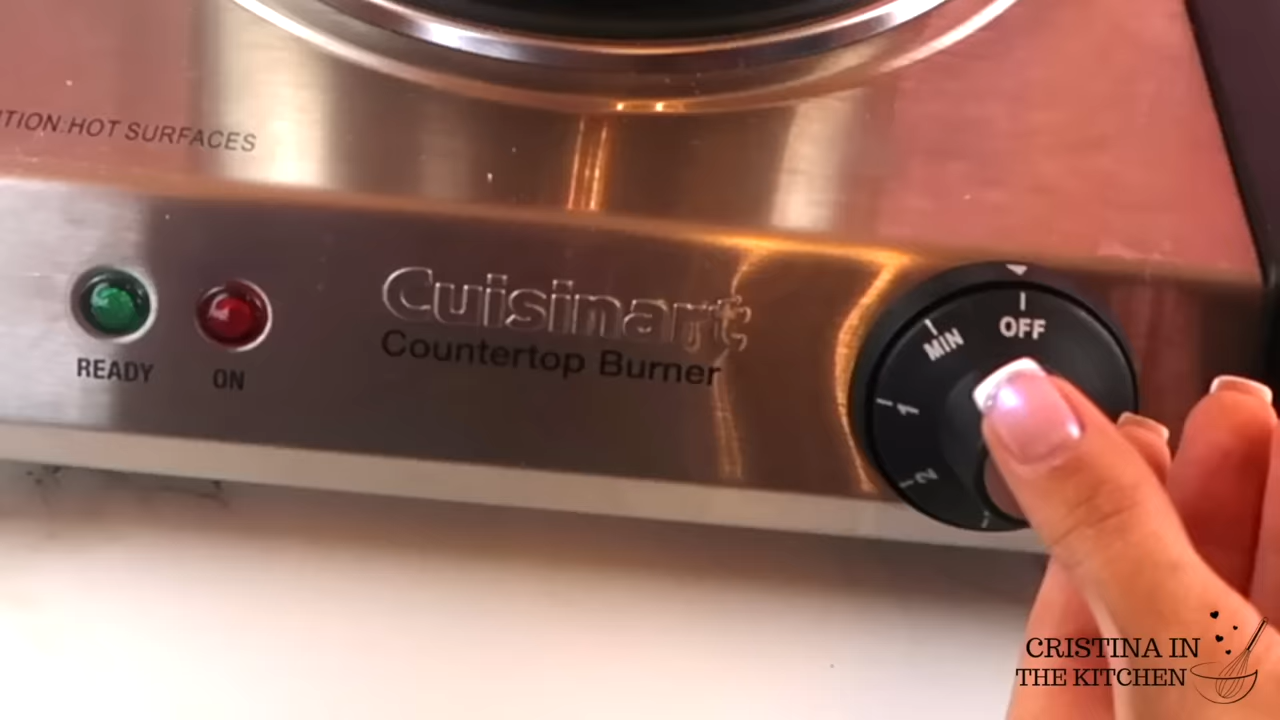 TION:HOT SURFACES
Cuisinart
Countertop Burner
READY
ON
OFF
MIN
1
2
CRISTINA IN
THE KITCHEN